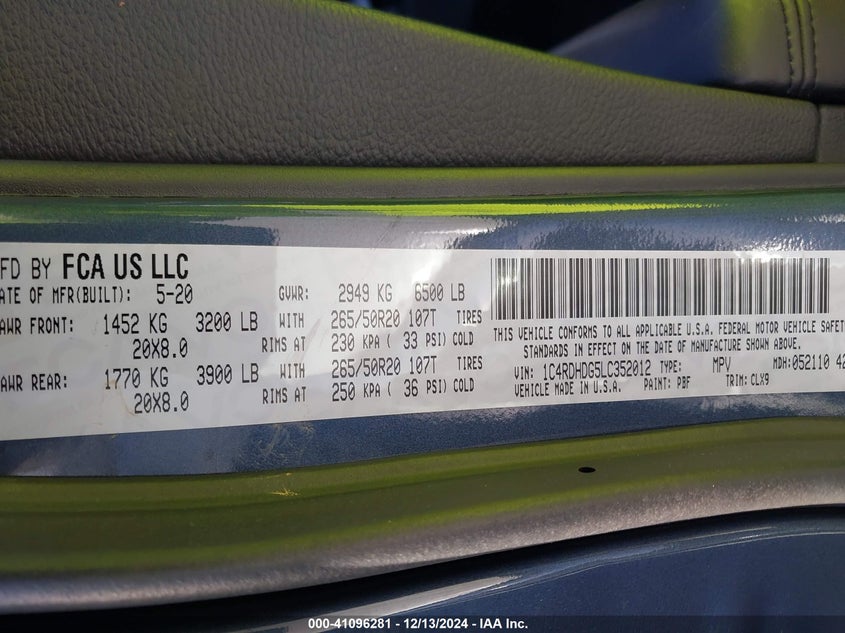 FD BY FCA US LLC
ATE OF MFR(BUILT): 5-20 GVWR: 2949 KG 6500 LB
AWR FRONT: 1452 KG 3200 LB WITH 265/50R20 107T TIRES
20X8.0 RIMS AT 230 KPA ( 33 PSI) COLD
AWR REAR: 1770 KG 3900 LB WITH 265/50R20 107T TIRES
20X8.0 RIMS AT 250 KPA ( 36 PSI) COLD
THIS VEHICLE CONFORMS TO ALL APPLICABLE U.S.A. FEDERAL MOTOR VEHICLE SAFET
STANDARDS IN EFFECT ON THE DATE OF MANUFACTURE SHOWN ABOVE.
VIN: 1C4RDHDG5LC352012 TYPE: MPV MDH:052110 42
VEHICLE MADE IN U.S.A. PAINT: PBF TRIM: CLX9
000-41096281 - 12/13/2024 - IAA Inc.